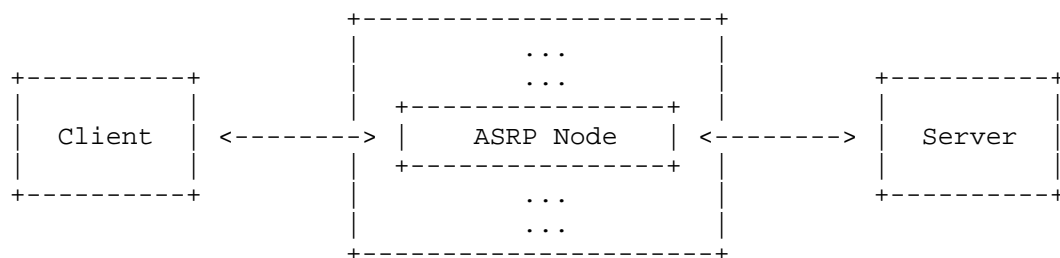 +-----------------------+
|          ...          |
+----------+         |          ...          |         +----------+
|          |         |  +----------------+  |         |          |
|  Client  | <--------> |    ASRP Node   | <--------> |  Server  |
|          |         |  +----------------+  |         |          |
+----------+         |          ...          |         +----------+
|          ...          |
+-----------------------+